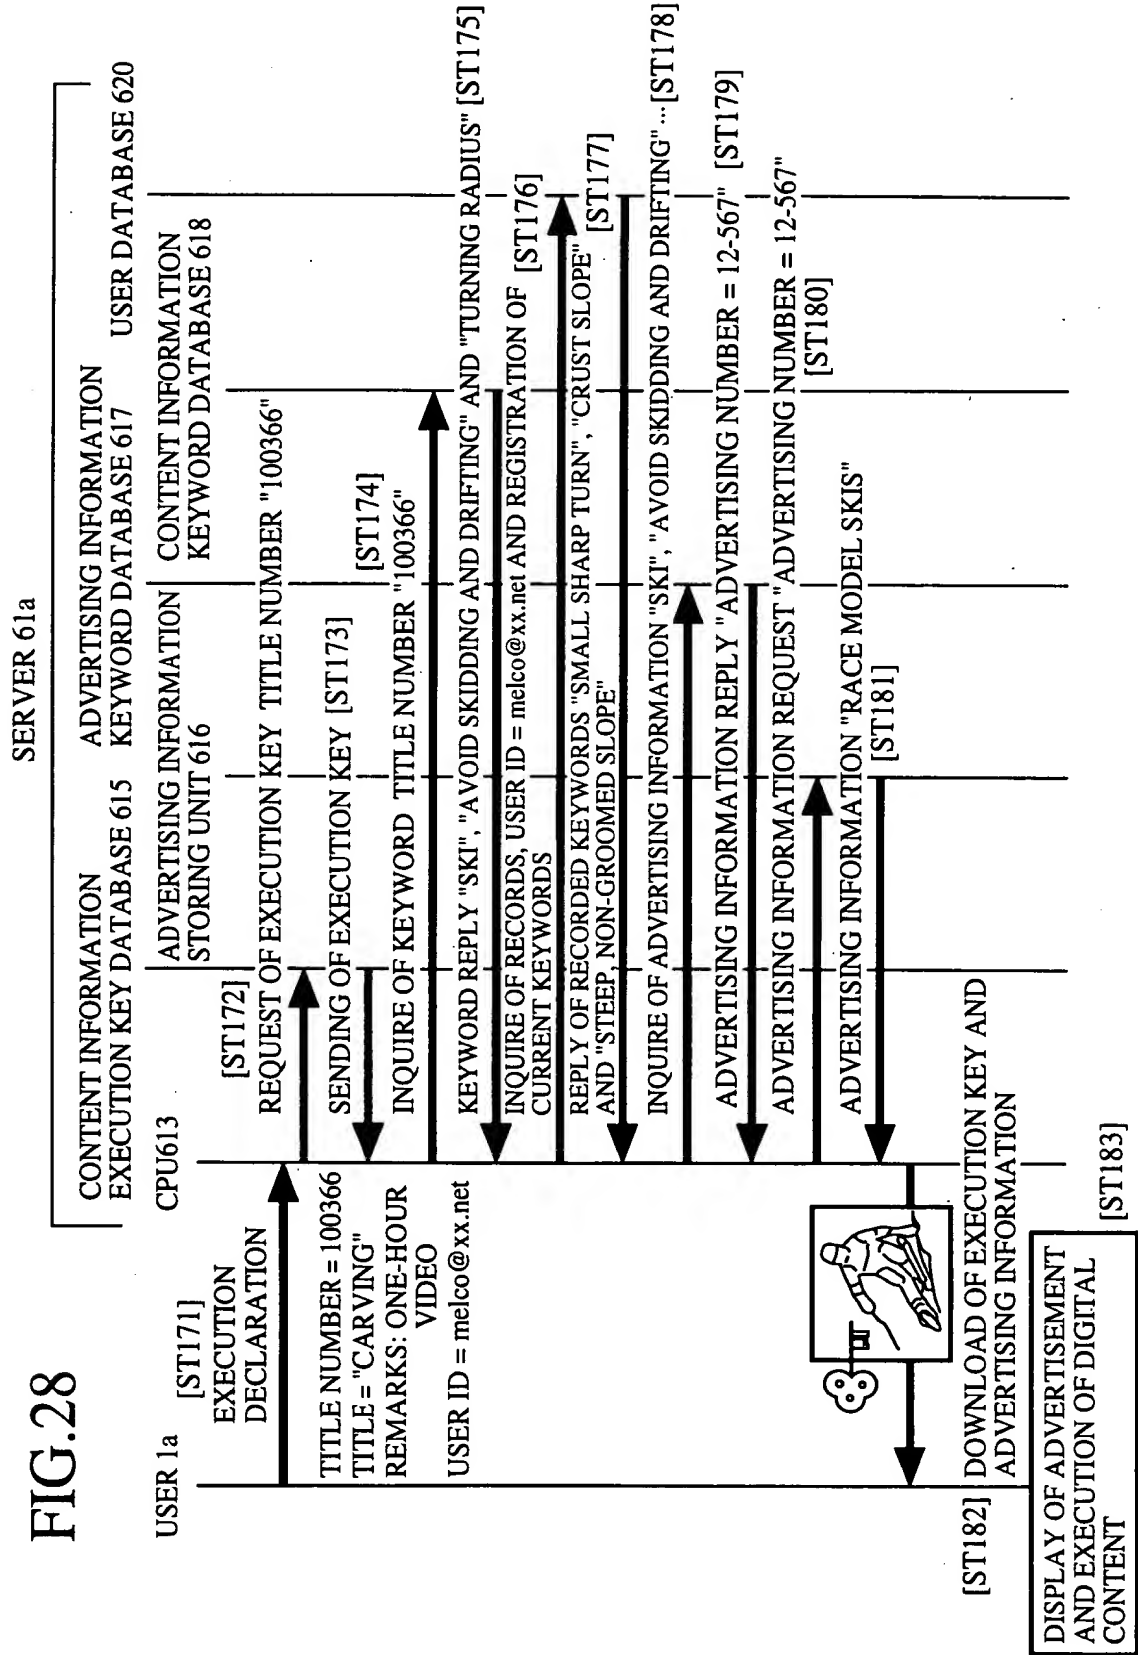 FIG.28
SERVER 61a
CONTENT INFORMATION
EXECUTION KEY DATABASE 615
ADVERTISING INFORMATION
KEYWORD DATABASE 617
USER DATABASE 620
USER 1a
CPU613
ADVERTISING INFORMATION
STORING UNIT 616
CONTENT INFORMATION
KEYWORD DATABASE 618
[ST171]
EXECUTION
DECLARATION
TITLE NUMBER = 100366
TITLE = "CARVING"
REMARKS: ONE-HOUR
VIDEO
USER ID = melco@xx.net
[ST172]
REQUEST OF EXECUTION KEY TITLE NUMBER "100366"
SENDING OF EXECUTION KEY [ST173]
[ST174]
INQUIRE OF KEYWORD TITLE NUMBER "100366"
KEYWORD REPLY "SKI", "AVOID SKIDDING AND DRIFTING" AND "TURNING RADIUS" [ST175]
INQUIRE OF RECORDS, USER ID = melco@xx.net AND REGISTRATION OF
CURRENT KEYWORDS
[ST176]
REPLY OF RECORDED KEYWORDS "SMALL SHARP TURN", "CRUST SLOPE"
AND "STEEP, NON-GROOMED SLOPE"
[ST177]
INQUIRE OF ADVERTISING INFORMATION "SKI", "AVOID SKIDDING AND DRIFTING" ···[ST178]
ADVERTISING INFORMATION REPLY "ADVERTISING NUMBER = 12-567" [ST179]
ADVERTISING INFORMATION REQUEST "ADVERTISING NUMBER = 12-567"
[ST180]
ADVERTISING INFORMATION "RACE MODEL SKIS"
[ST181]
[ST182]
DOWNLOAD OF EXECUTION KEY AND
ADVERTISING INFORMATION
DISPLAY OF ADVERTISEMENT
AND EXECUTION OF DIGITAL
CONTENT
[ST183]